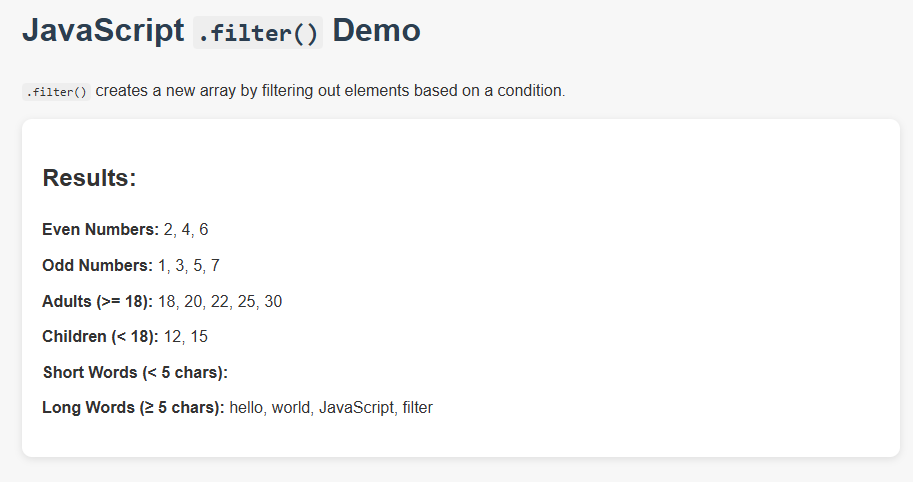 JavaScript .filter() Demo
.filter() creates a new array by filtering out elements based on a condition.
Results:
Even Numbers: 2, 4, 6
Odd Numbers: 1, 3, 5, 7
Adults (>= 18): 18, 20, 22, 25, 30
Children (< 18): 12, 15
Short Words (< 5 chars):
Long Words (≥ 5 chars): hello, world, JavaScript, filter